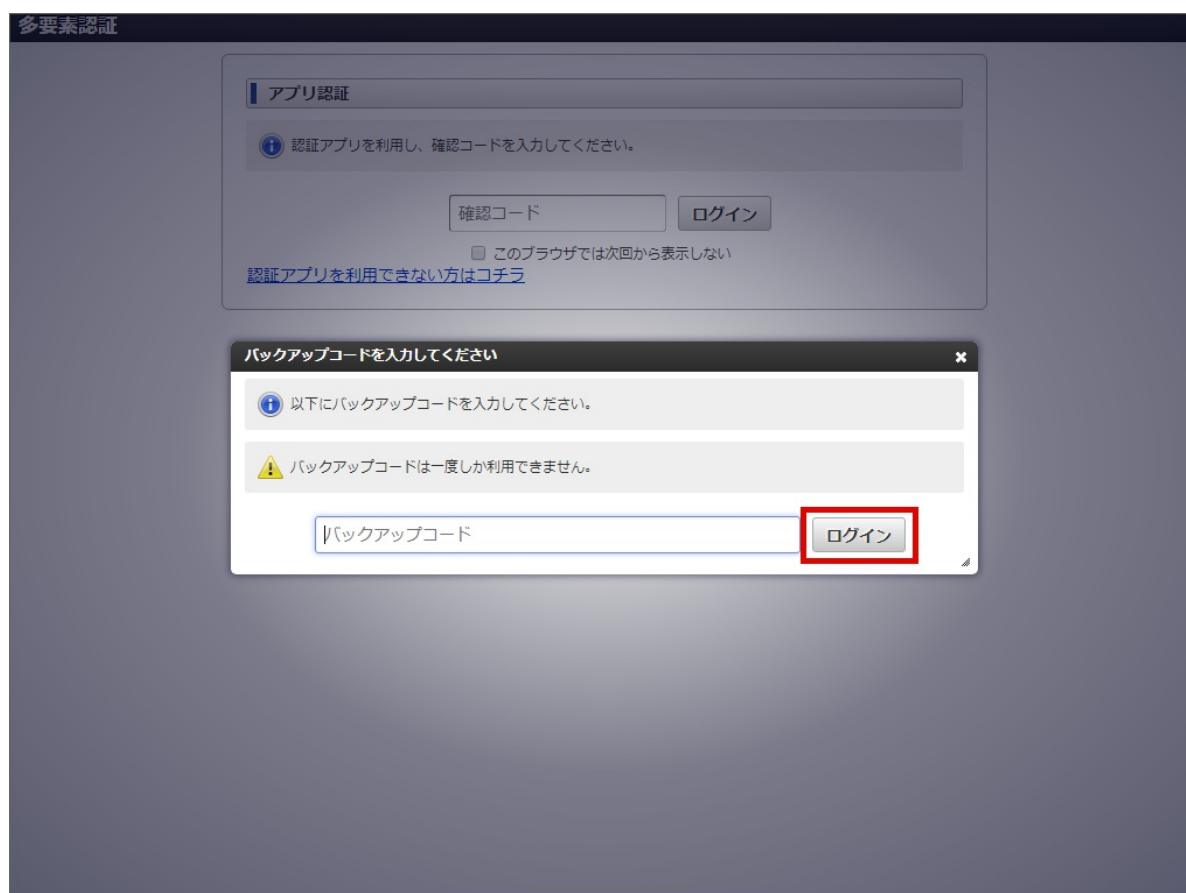 多要素認証
アプリ認証
認証アプリを利用し、確認コードを入力してください。
確認コード
ログイン
このブラウザでは次回から表示しない
認証アプリを利用できない方はコチラ
バックアップコードを入力してください
以下にバックアップコードを入力してください。
バックアップコードは一度しか利用できません。
バックアップコード
ログイン